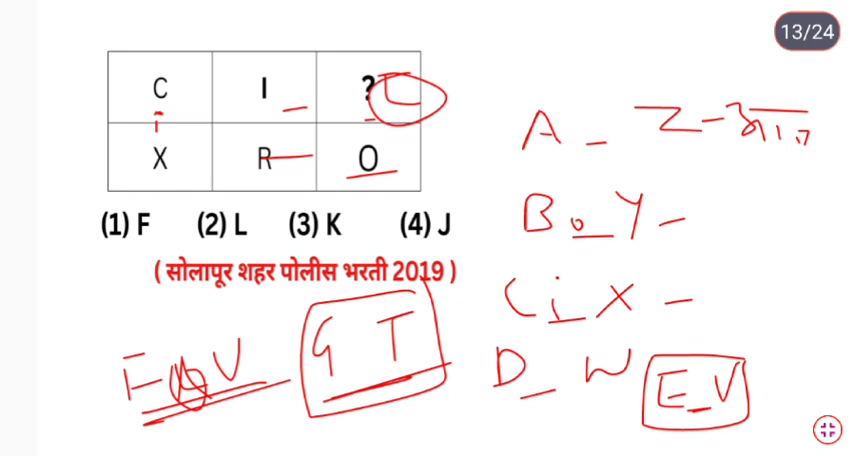 13/24
C I ?
X R O
(1) F (2) L (3) K (4) J
( सोलापूर शहर पोलीस भरती 2019 )
A - Z -
B o Y -
C i X -
D - W
E - V
G T